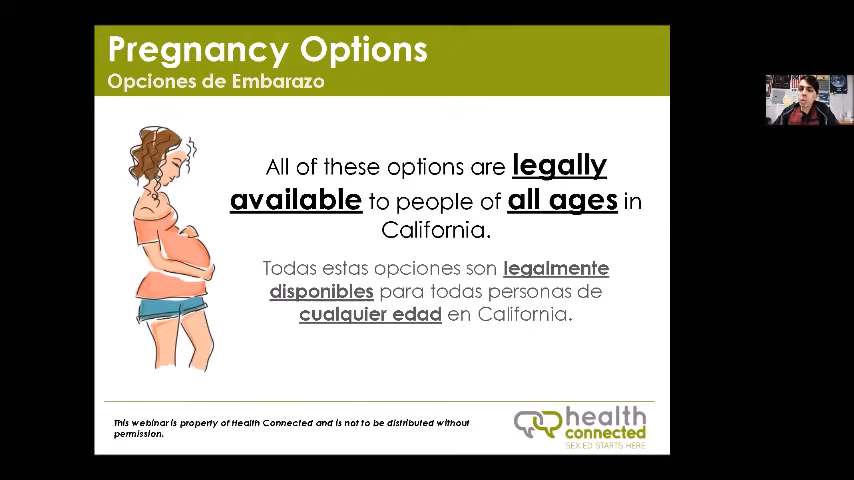 Pregnancy Options
Opciones de Embarazo
All of these options are legally
available to people of all ages in
California.
Todas estas opciones son legalmente
disponibles para todas personas de
cualquier edad en California.
This webinar is property of Health Connected and is not to be distributed without
permission.
health
connected
SEX ED STARTS HERE